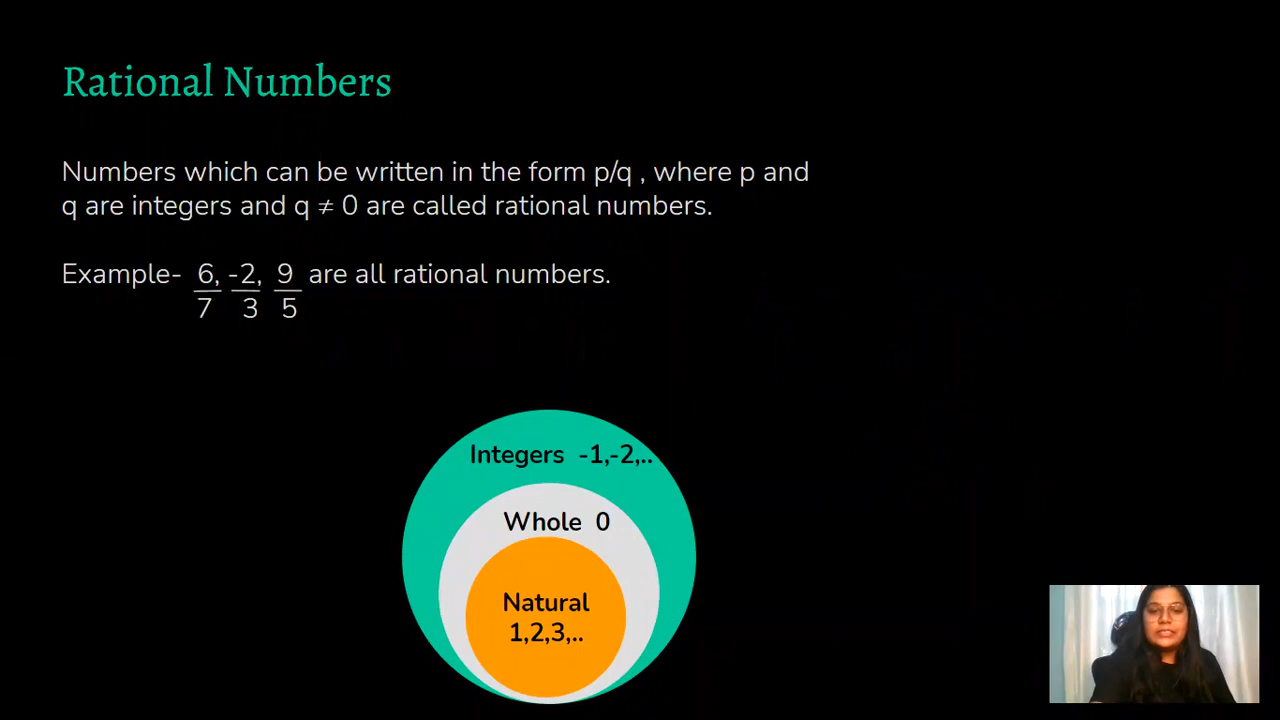 Rational Numbers
Numbers which can be written in the form p/q , where p and
q are integers and q ≠ 0 are called rational numbers.
Example- 6, -2, 9 are all rational numbers.
7 3 5
Integers -1,-2,..
Whole 0
Natural
1,2,3,..